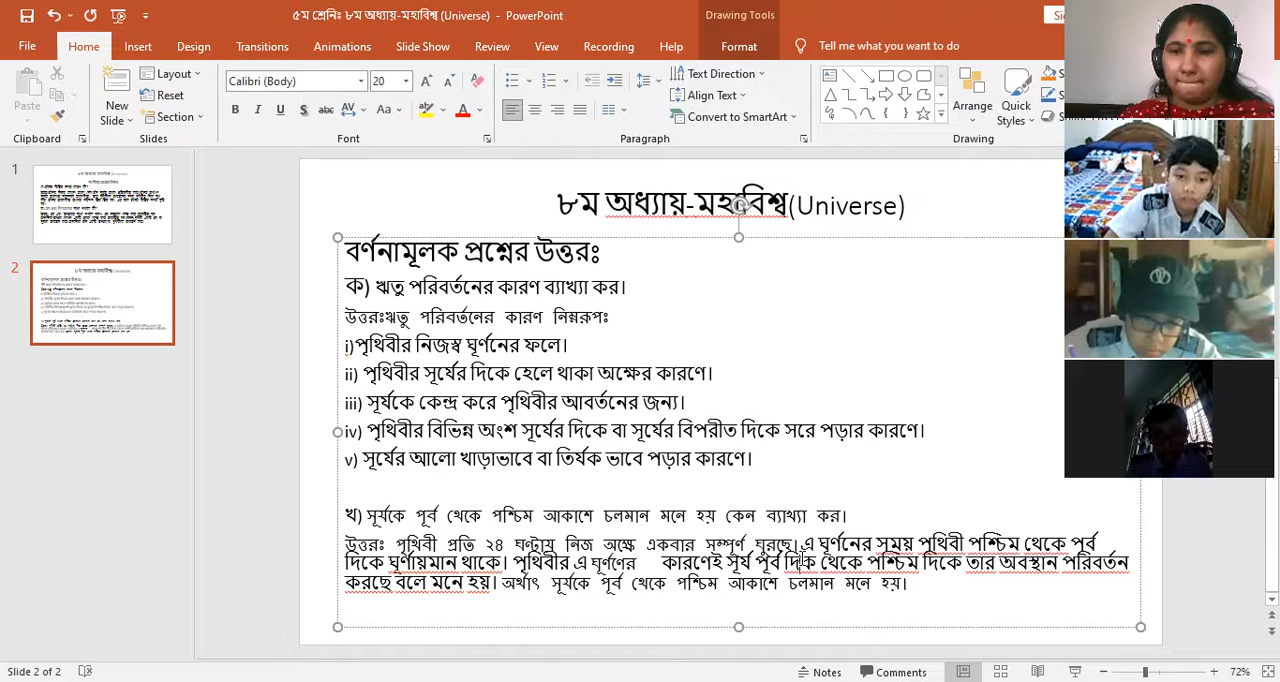 ৫ম শ্রেনিঃ ৮ম অধ্যায়-মহাবিশ্ব (Universe) - PowerPoint
Drawing Tools
File Home Insert Design Transitions Animations Slide Show Review View Recording Help Format Tell me what you want to do
Paste
New Slide
Layout
Reset
Section
Calibri (Body) 20
B I U S abc AV Aa A
Text Direction
Align Text
Convert to SmartArt
Arrange
Quick Styles
Clipboard Slides Font Paragraph Drawing
1
2
৮ম অধ্যায়-মহাবিশ্ব(Universe)
বর্ণনামূলক প্রশ্নের উত্তরঃ
ক) ঋতু পরিবর্তনের কারণ ব্যাখ্যা কর।
উত্তরঃঋতু পরিবর্তনের কারণ নিম্নরূপঃ
i)পৃথিবীর নিজস্ব ঘূর্ণনের ফলে।
ii) পৃথিবীর সূর্যের দিকে হেলে থাকা অক্ষের কারণে।
iii) সূর্যকে কেন্দ্র করে পৃথিবীর আবর্তনের জন্য।
iv) পৃথিবীর বিভিন্ন অংশ সূর্যের দিকে বা সূর্যের বিপরীত দিকে সরে পড়ার কারণে।
v) সূর্যের আলো খাড়াভাবে বা তির্যক ভাবে পড়ার কারণে।
খ) সূর্যকে পূর্ব থেকে পশ্চিম আকাশে চলমান মনে হয় কেন ব্যাখ্যা কর।
উত্তরঃ পৃথিবী প্রতি ২৪ ঘণ্টায় নিজ অক্ষে একবার সম্পূর্ণ ঘুরছে। এ ঘূর্ণনের সময় পৃথিবী পশ্চিম থেকে পূর্ব
দিকে ঘূর্ণায়মান থাকে। পৃথিবীর এ ঘূর্ণনের কারণেই সূর্য পূর্ব দিক থেকে পশ্চিম দিকে তার অবস্থান পরিবর্তন
করছে বলে মনে হয়। অর্থাৎ সূর্যকে পূর্ব থেকে পশ্চিম আকাশে চলমান মনে হয়।
Slide 2 of 2 Notes Comments 72%